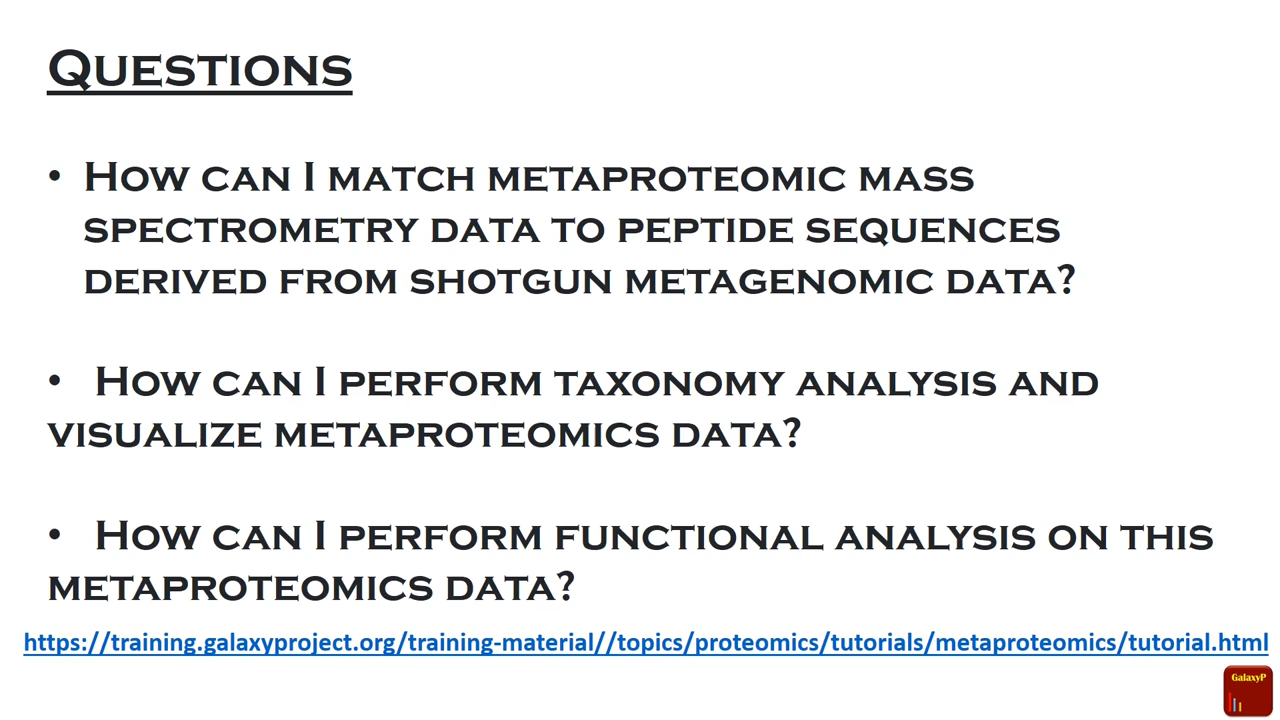 Questions
• How can I match metaproteomic mass
spectrometry data to peptide sequences
derived from shotgun metagenomic data?
• How can I perform taxonomy analysis and
visualize metaproteomics data?
• How can I perform functional analysis on this
metaproteomics data?
https://training.galaxyproject.org/training-material//topics/proteomics/tutorials/metaproteomics/tutorial.html
GalaxyP